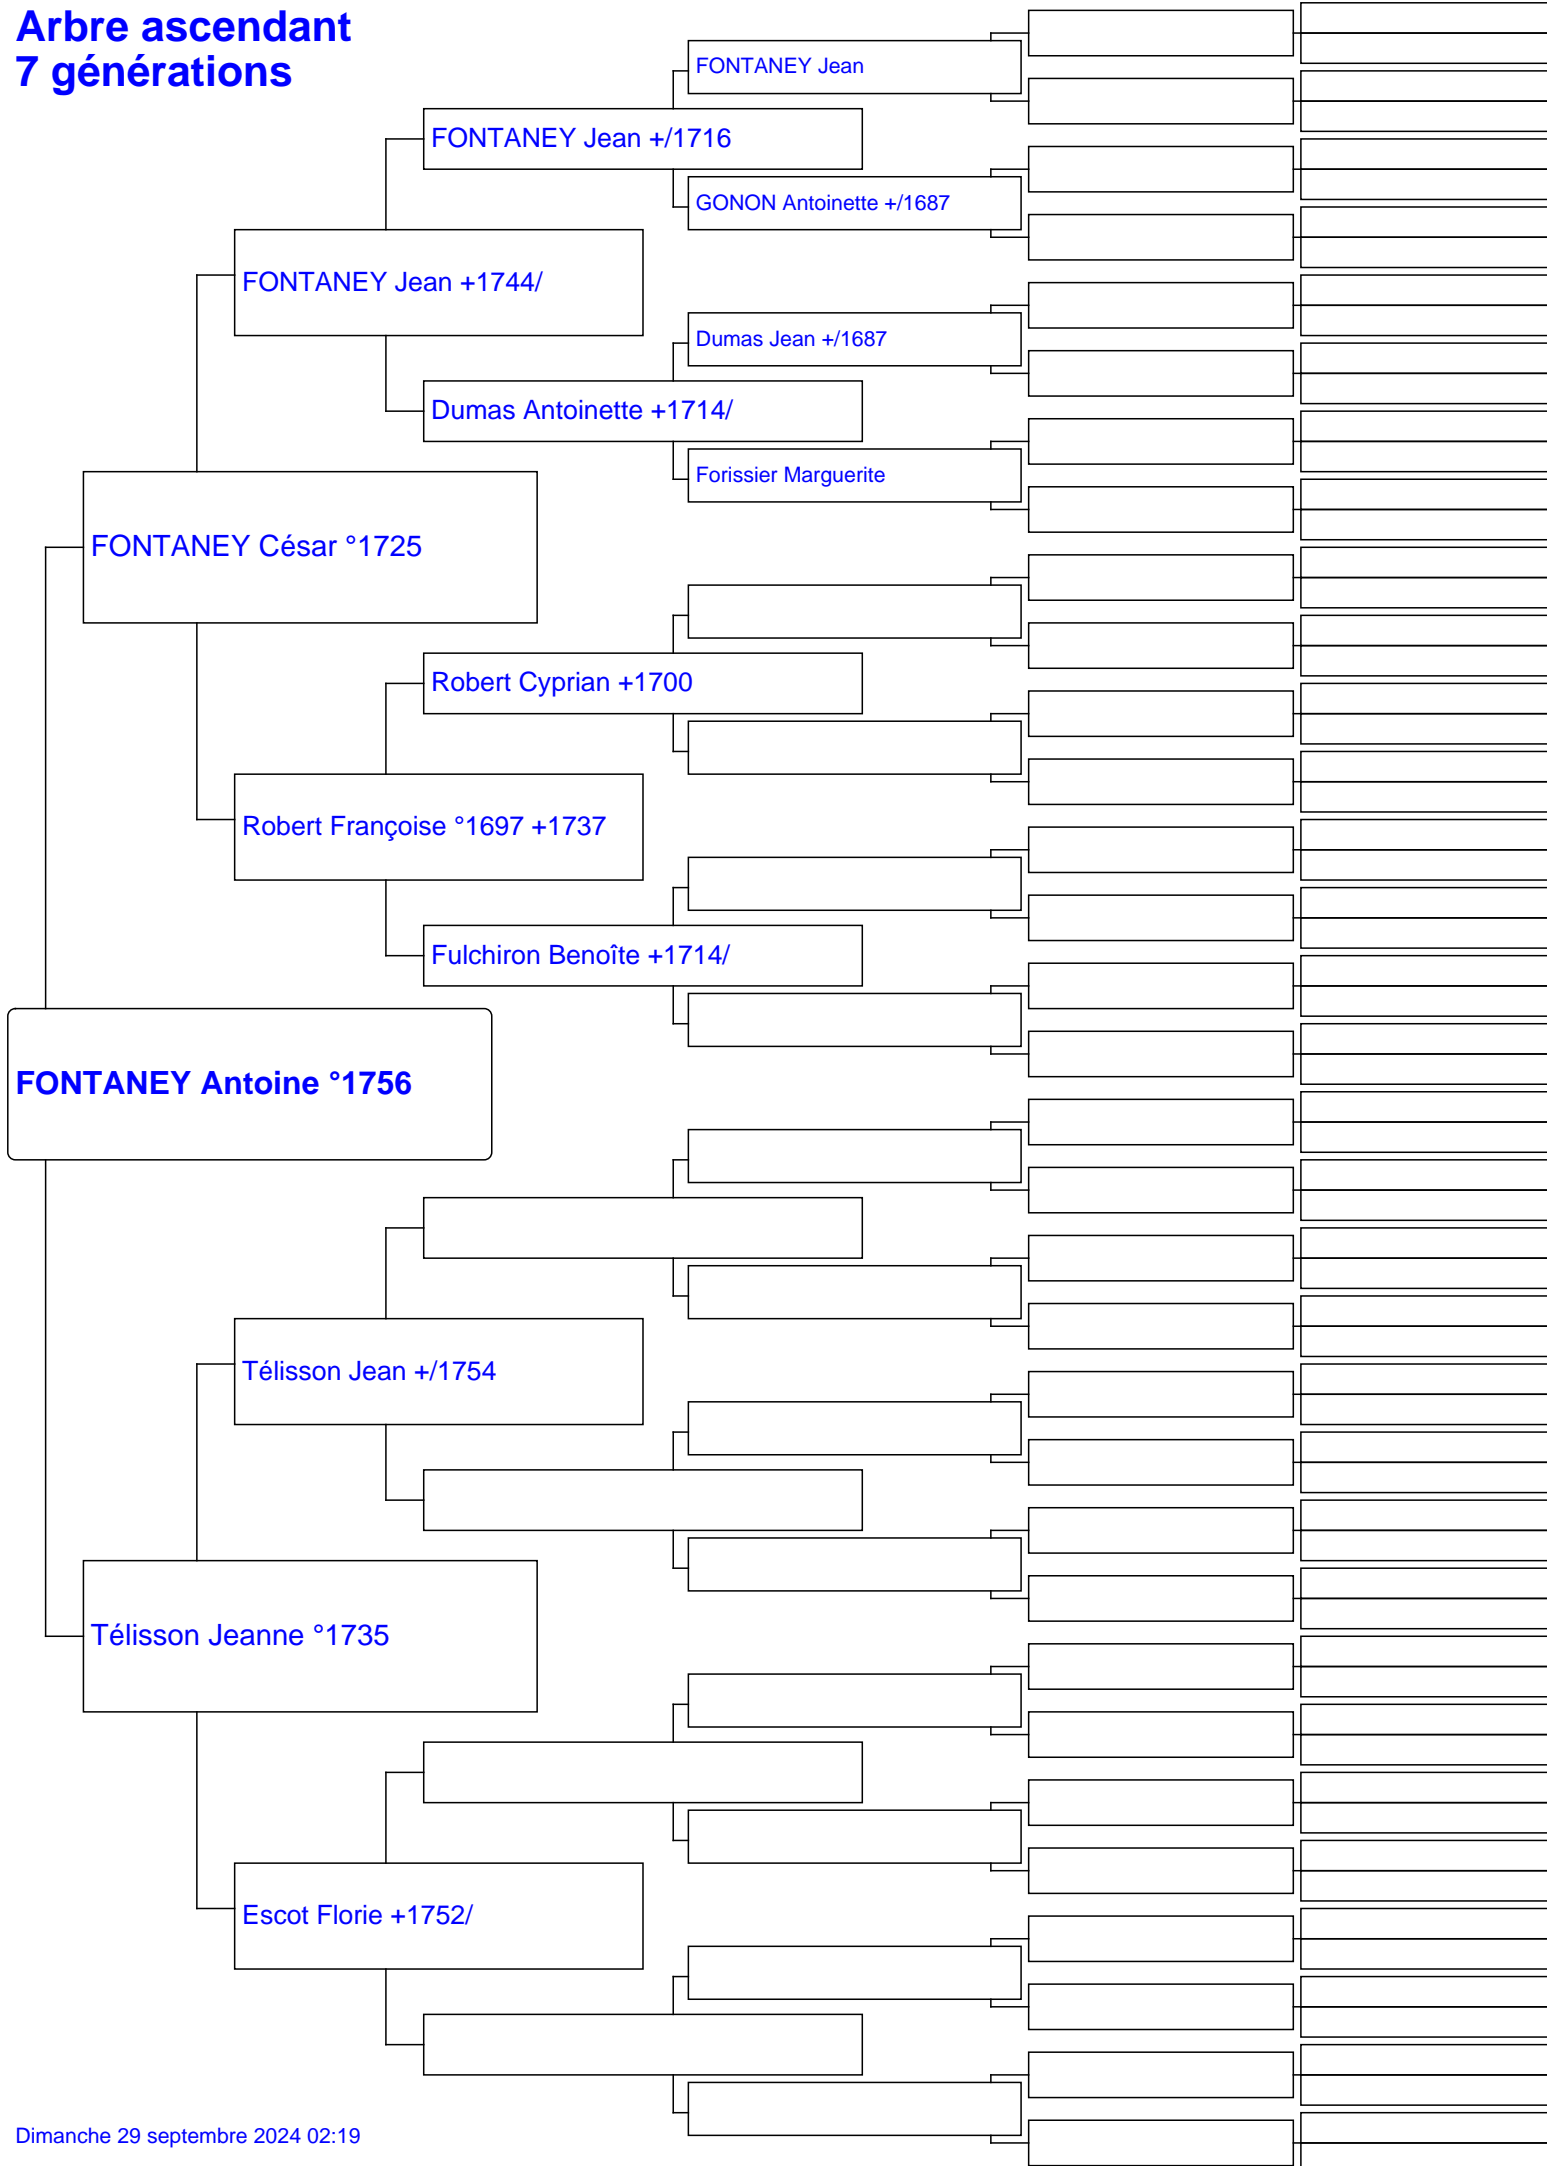 Arbre ascendant
7 générations
FONTANEY Jean
FONTANEY Jean +/1716
GONON Antoinette +/1687
FONTANEY Jean +1744/
Dumas Jean +/1687
Dumas Antoinette +1714/
Forissier Marguerite
FONTANEY César °1725
Robert Cyprian +1700
Robert Françoise °1697 +1737
Fulchiron Benoîte +1714/
FONTANEY Antoine °1756
Télisson Jean +/1754
Télisson Jeanne °1735
Escot Florie +1752/
Dimanche 29 septembre 2024 02:19